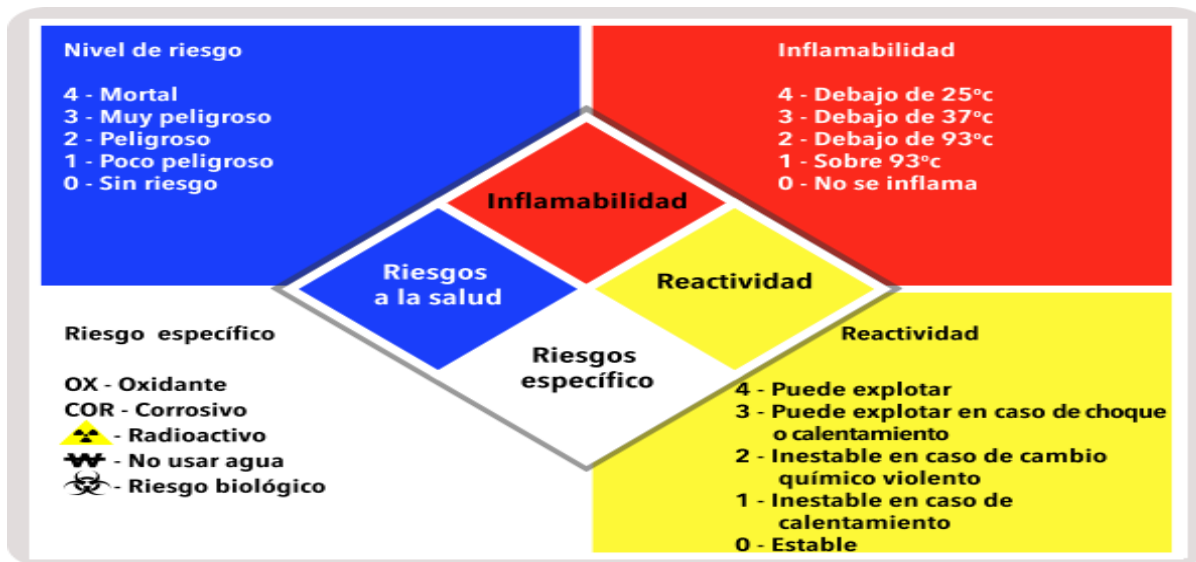 Nivel de riesgo
4 - Mortal
3 - Muy peligroso
2 - Peligroso
1 - Poco peligroso
0 - Sin riesgo
Inflamabilidad
4 - Debajo de 25°c
3 - Debajo de 37°c
2 - Debajo de 93°c
1 - Sobre 93°c
0 - No se inflama
Inflamabilidad
Riesgos
a la salud
Reactividad
Riesgos
específico
Riesgo específico
OX - Oxidante
COR - Corrosivo
- Radioactivo
W - No usar agua
- Riesgo biológico
Reactividad
4 - Puede explotar
3 - Puede explotar en caso de choque
o calentamiento
2 - Inestable en caso de cambio
químico violento
1 - Inestable en caso de
calentamiento
0 - Estable